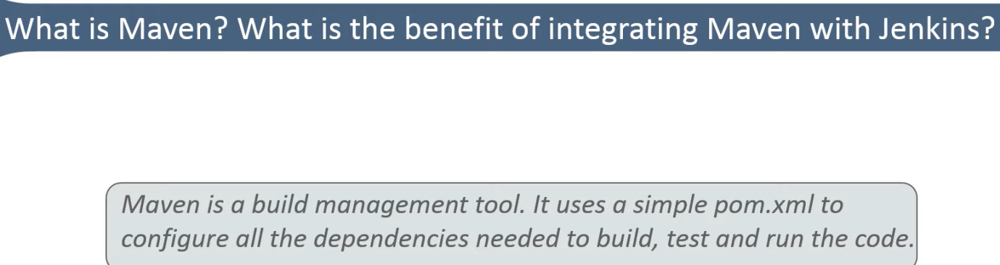 What is Maven? What is the benefit of integrating Maven with Jenkins?
Maven is a build management tool. It uses a simple pom.xml to
configure all the dependencies needed to build, test and run the code.